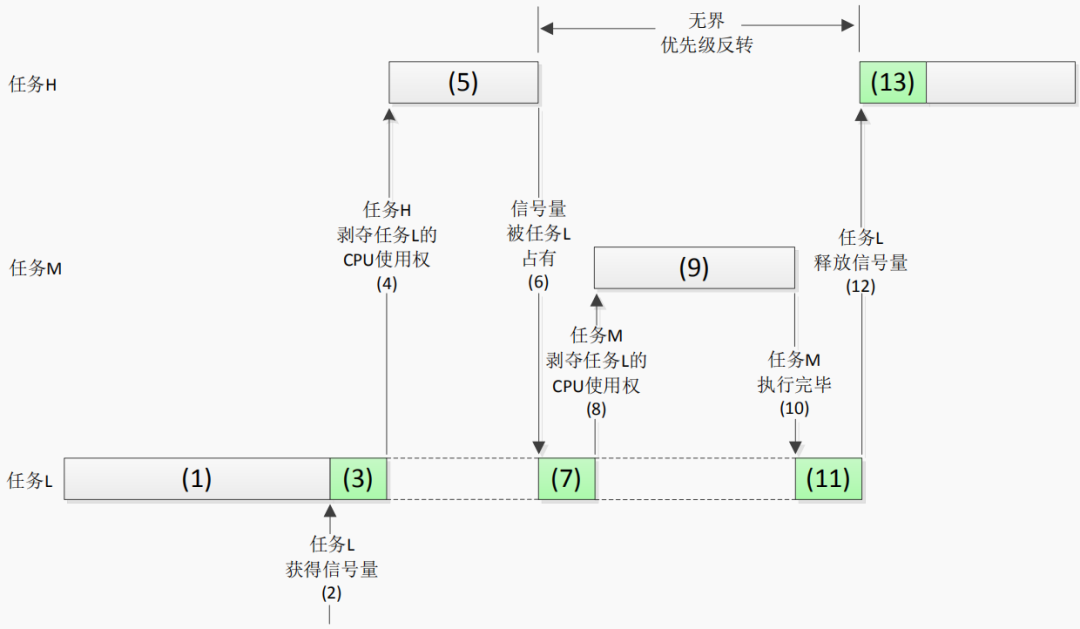 无界
优先级反转
任务H
(5)
(13)
任务H
剥夺任务L的
CPU使用权
(4)
信号量
被任务L
占有
(6)
任务L
释放信号量
(12)
任务M
(9)
任务M
剥夺任务L的
CPU使用权
(8)
任务M
执行完毕
(10)
任务L
(1)
(3)
(7)
(11)
任务L
获得信号量
(2)